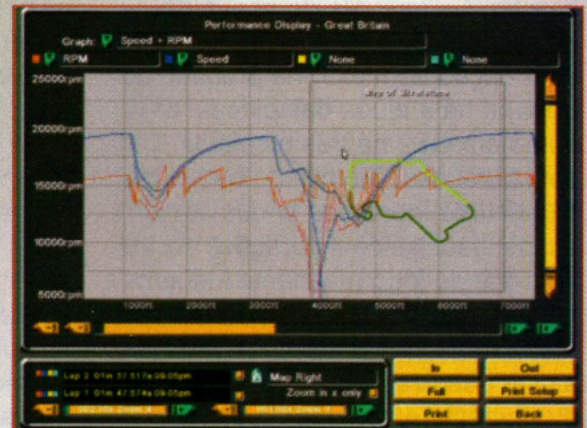 Performance Display - Great Britain
Graph: Speed + RPM
RPM Speed None None
25000rpm
20000rpm
15000rpm
10000rpm
5000rpm
1000ft 2000ft 3000ft 4000ft 5000ft 6000ft 7000ft
Lap 2 01m 37.517s 09.05pm
Lap 1 01m 47.574s 09.05pm
Map Right
Zoom in x only
In Out
Full Print Setup
Print Back